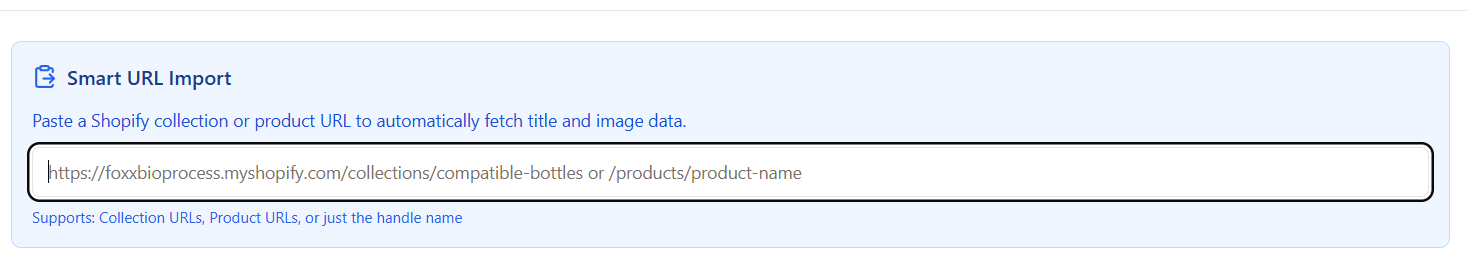 Smart URL Import
Paste a Shopify collection or product URL to automatically fetch title and image data.
https://foxxbioprocess.myshopify.com/collections/compatible-bottles or /products/product-name
Supports: Collection URLs, Product URLs, or just the handle name